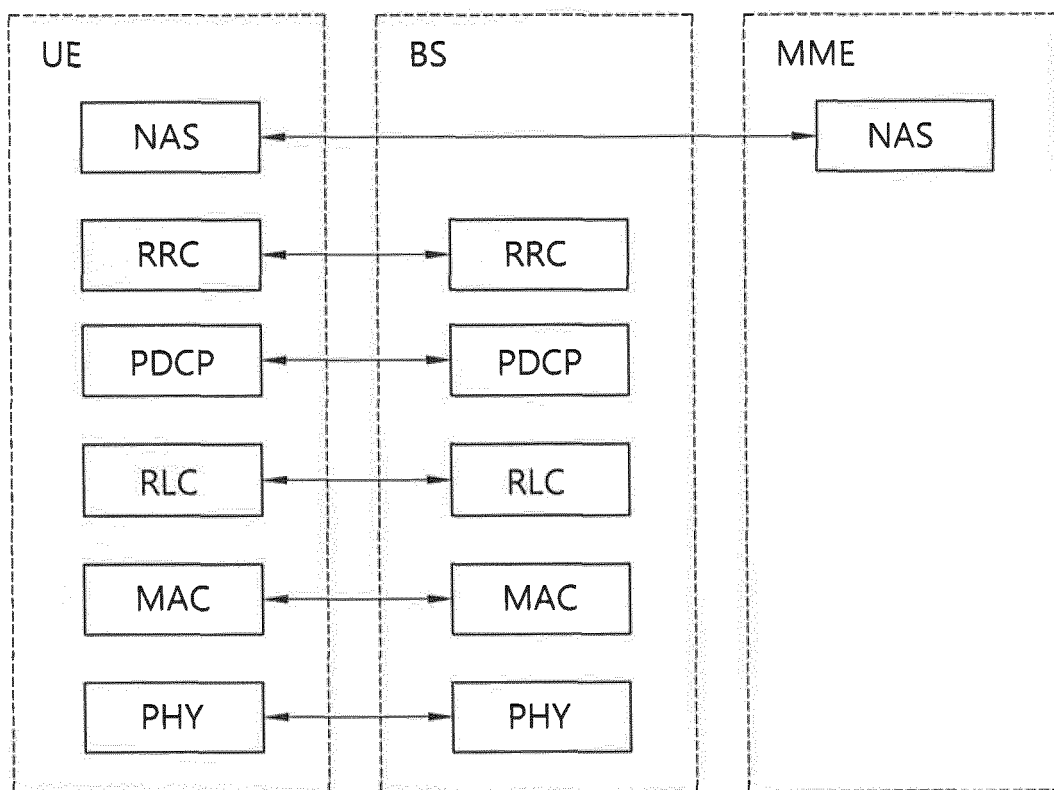 UE BS MME
NAS NAS
RRC RRC
PDCP PDCP
RLC RLC
MAC MAC
PHY PHY